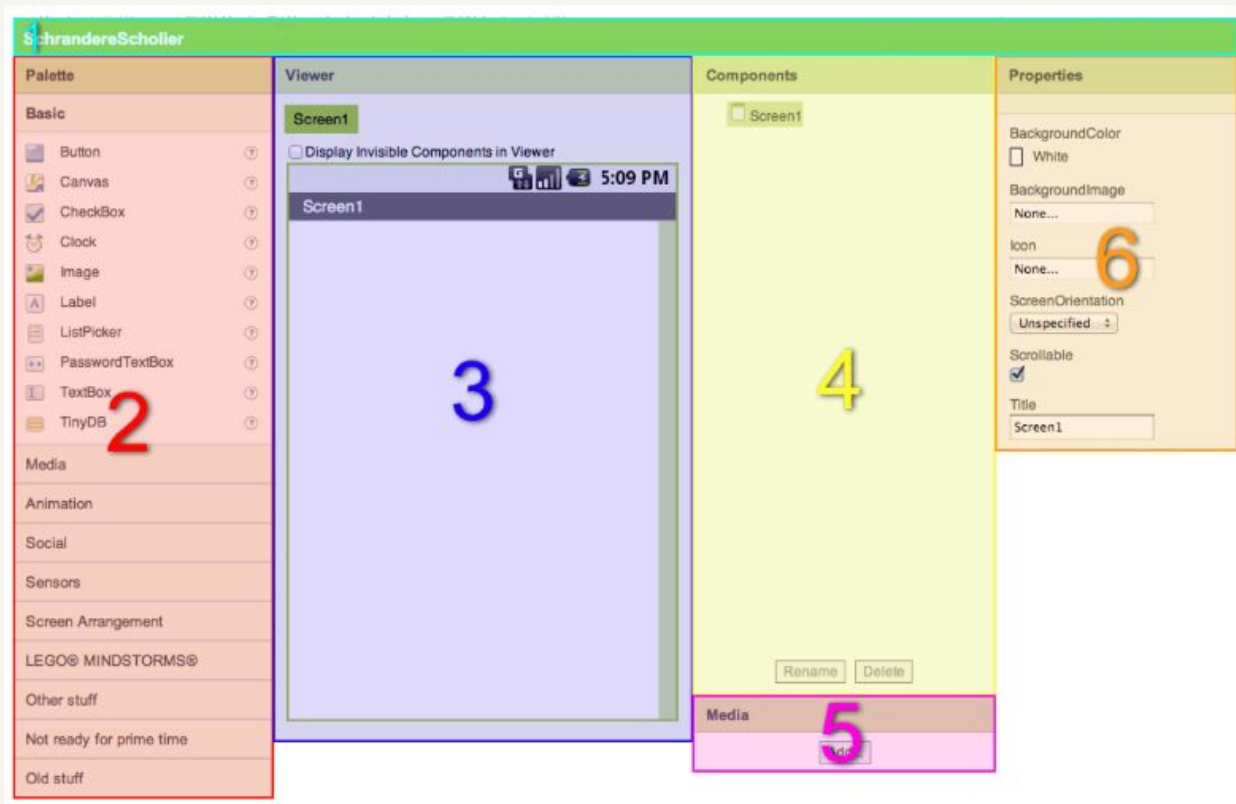 1
SchrandereScholier
Palette
Basic
Button
Canvas
CheckBox
Clock
Image
Label
ListPicker
PasswordTextBox
TextBox
TinyDB
2
Media
Animation
Social
Sensors
Screen Arrangement
LEGO® MINDSTORMS®
Other stuff
Not ready for prime time
Old stuff
Viewer
Screen1
Display Invisible Components in Viewer
5:09 PM
Screen1
3
Components
Screen1
4
Rename Delete
Media
5
Add...
Properties
BackgroundColor
White
BackgroundImage
None...
Icon
None...
6
ScreenOrientation
Unspecified
Scrollable
Title
Screen1